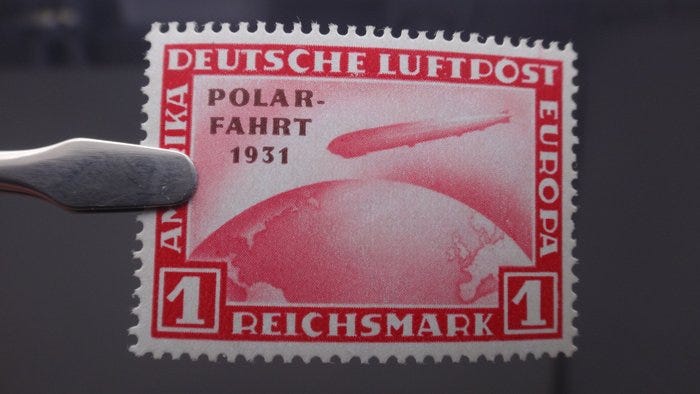 DEUTSCHE LUFTPOST
POLAR-
FAHRT
1931
EUROPA
1
REICHSMARK
1